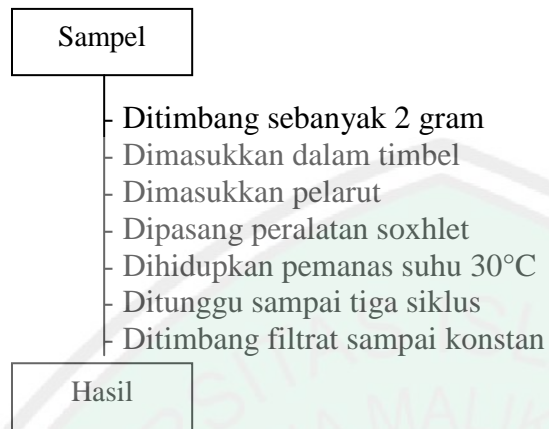 Sampel
- Ditimbang sebanyak 2 gram
- Dimasukkan dalam timbel
- Dimasukkan pelarut
- Dipasang peralatan soxhlet
- Dihidupkan pemanas suhu 30°C
- Ditunggu sampai tiga siklus
- Ditimbang filtrat sampai konstan
Hasil